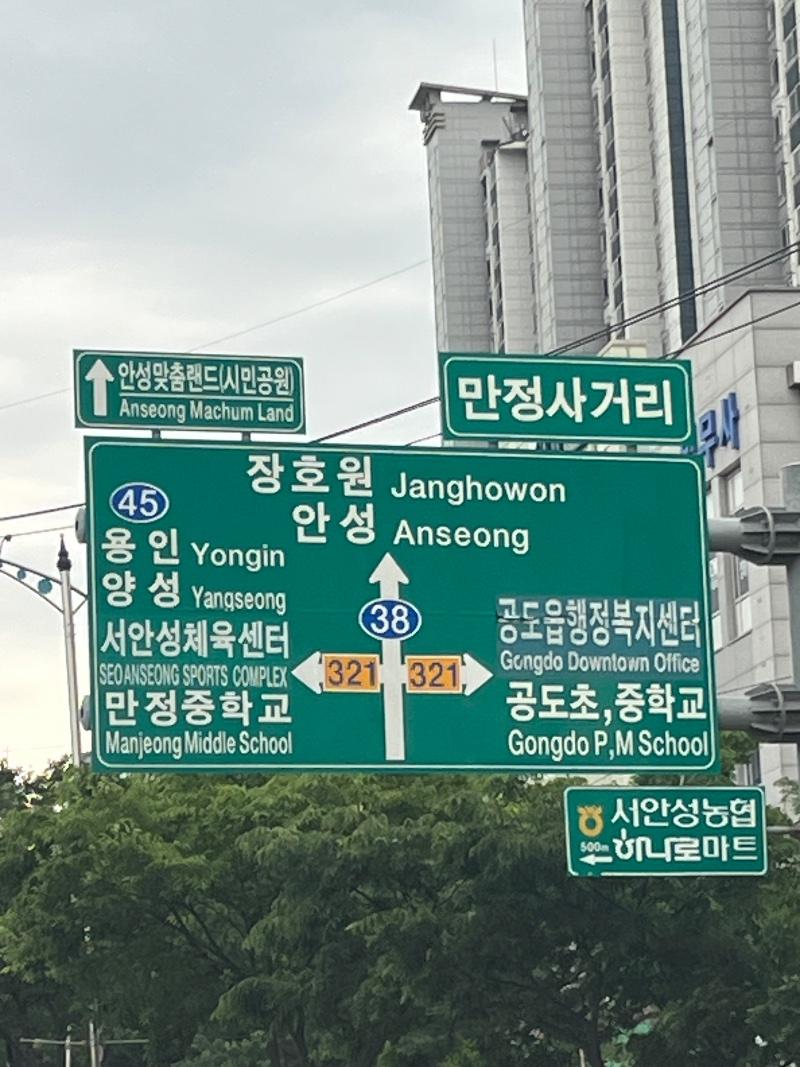 안성맞춤랜드(시민공원)
Anseong Machum Land
만정사거리
장호원 Janghowon
안성 Anseong
45
용인 Yongin
양성 Yangseong
서안성체육센터
SEOANSEONG SPORTS COMPLEX
만정중학교
Manjeong Middle School
38
321
321
공도읍행정복지센터
Gongdo Downtown Office
공도초,중학교
Gongdo P,M School
서안성농협
500m 하나로마트
무사